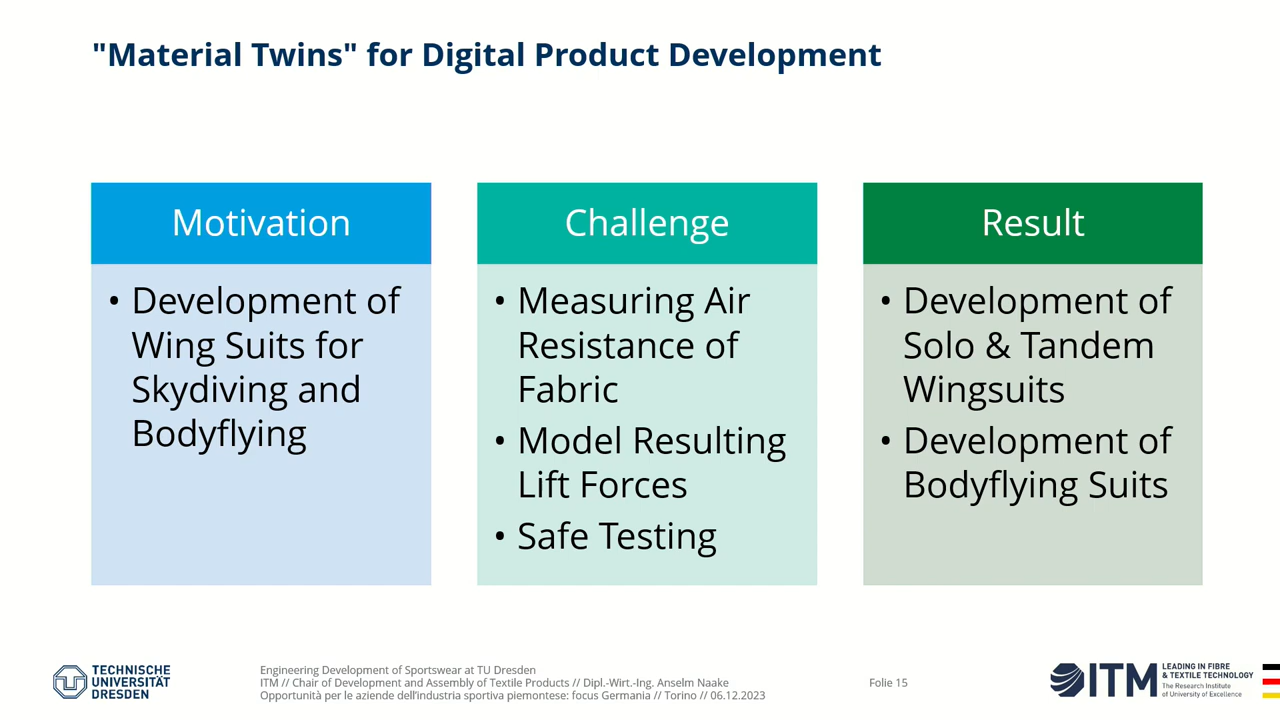 "Material Twins" for Digital Product Development
Motivation
• Development of
Wing Suits for
Skydiving and
Bodyflying
Challenge
• Measuring Air
Resistance of
Fabric
• Model Resulting
Lift Forces
• Safe Testing
Result
• Development of
Solo & Tandem
Wingsuits
• Development of
Bodyflying Suits
TECHNISCHE
UNIVERSITÄT
DRESDEN
Engineering Development of Sportswear at TU Dresden
ITM // Chair of Development and Assembly of Textile Products // Dipl.-Wirt.-Ing. Anselm Naake
Opportunità per le aziende dell’industria sportiva piemontese: focus Germania // Torino // 06.12.2023
Folie 15
ITM
LEADING IN FIBRE
& TEXTILE TECHNOLOGY
The Research Institute
of University of Excellence